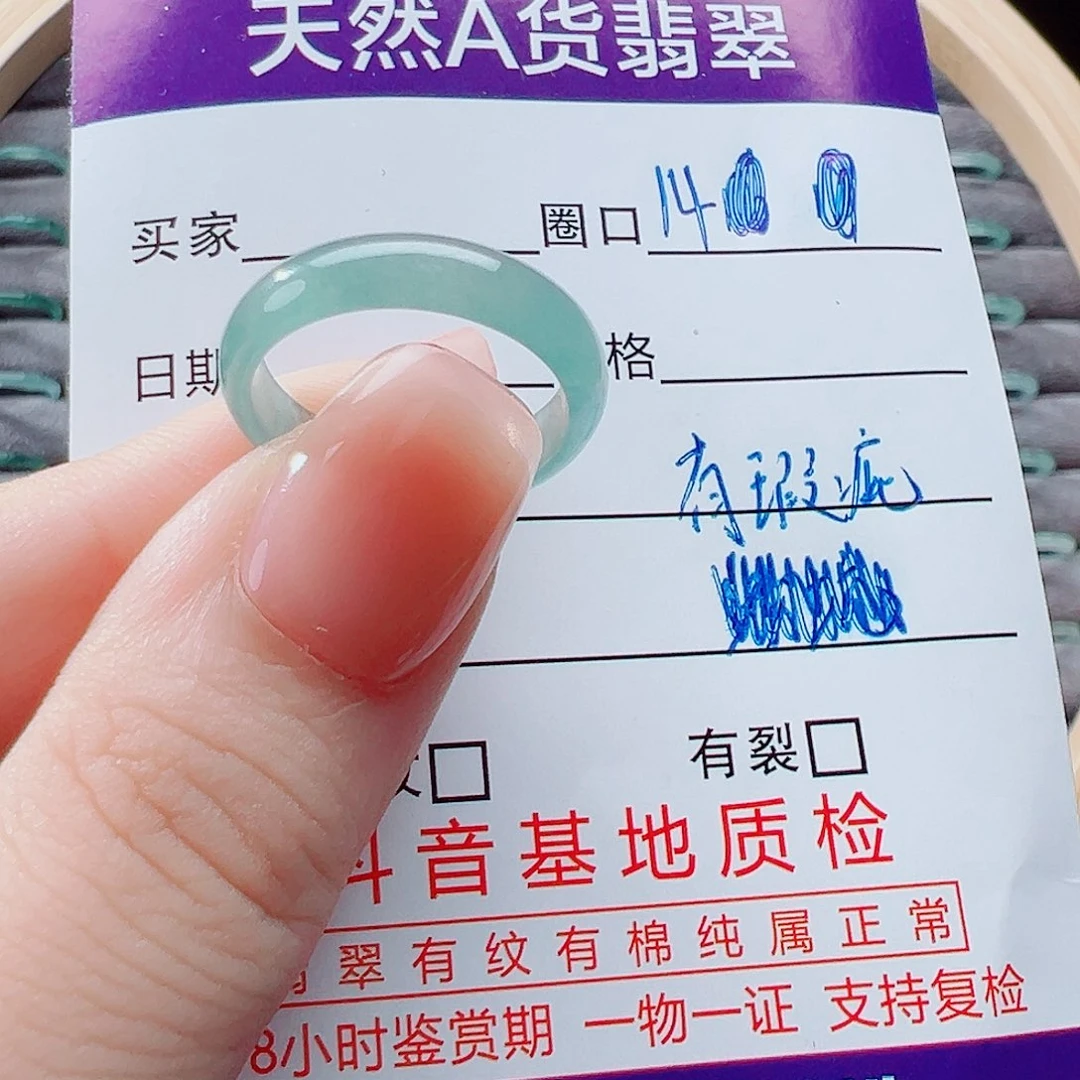 天然A货翡翠
买家 圈口 14
日期 格
有瑕疵
有裂
音基地质检
翠有纹有棉纯属正常
8小时鉴赏期 一物一证 支持复检